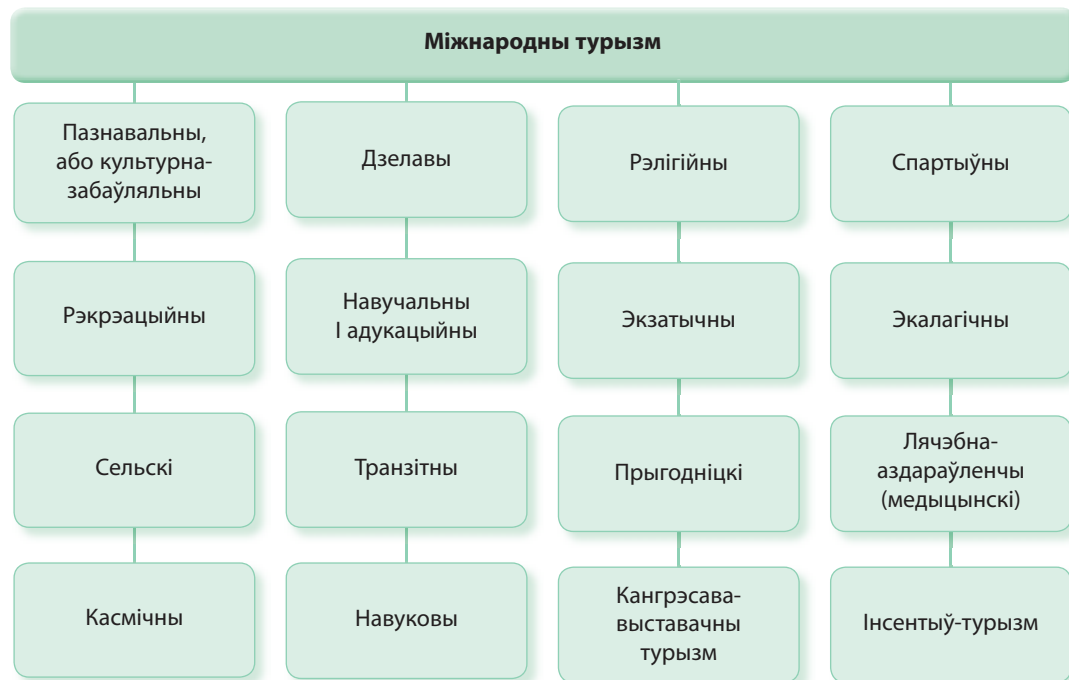 Міжнародны турызм
Пазнавальны,
або культурна-
забаўляльны
Дзелавы
Рэлігійны
Спартыўны
Рэкрэацыйны
Навучальны
І адукацыйны
Экзатычны
Экалагічны
Сельскі
Транзітны
Прыгодніцкі
Лячэбна-
аздараўленчы
(медыцынскі)
Касмічны
Навуковы
Кангрэсава-
выставачны
турызм
Інсентыў-турызм